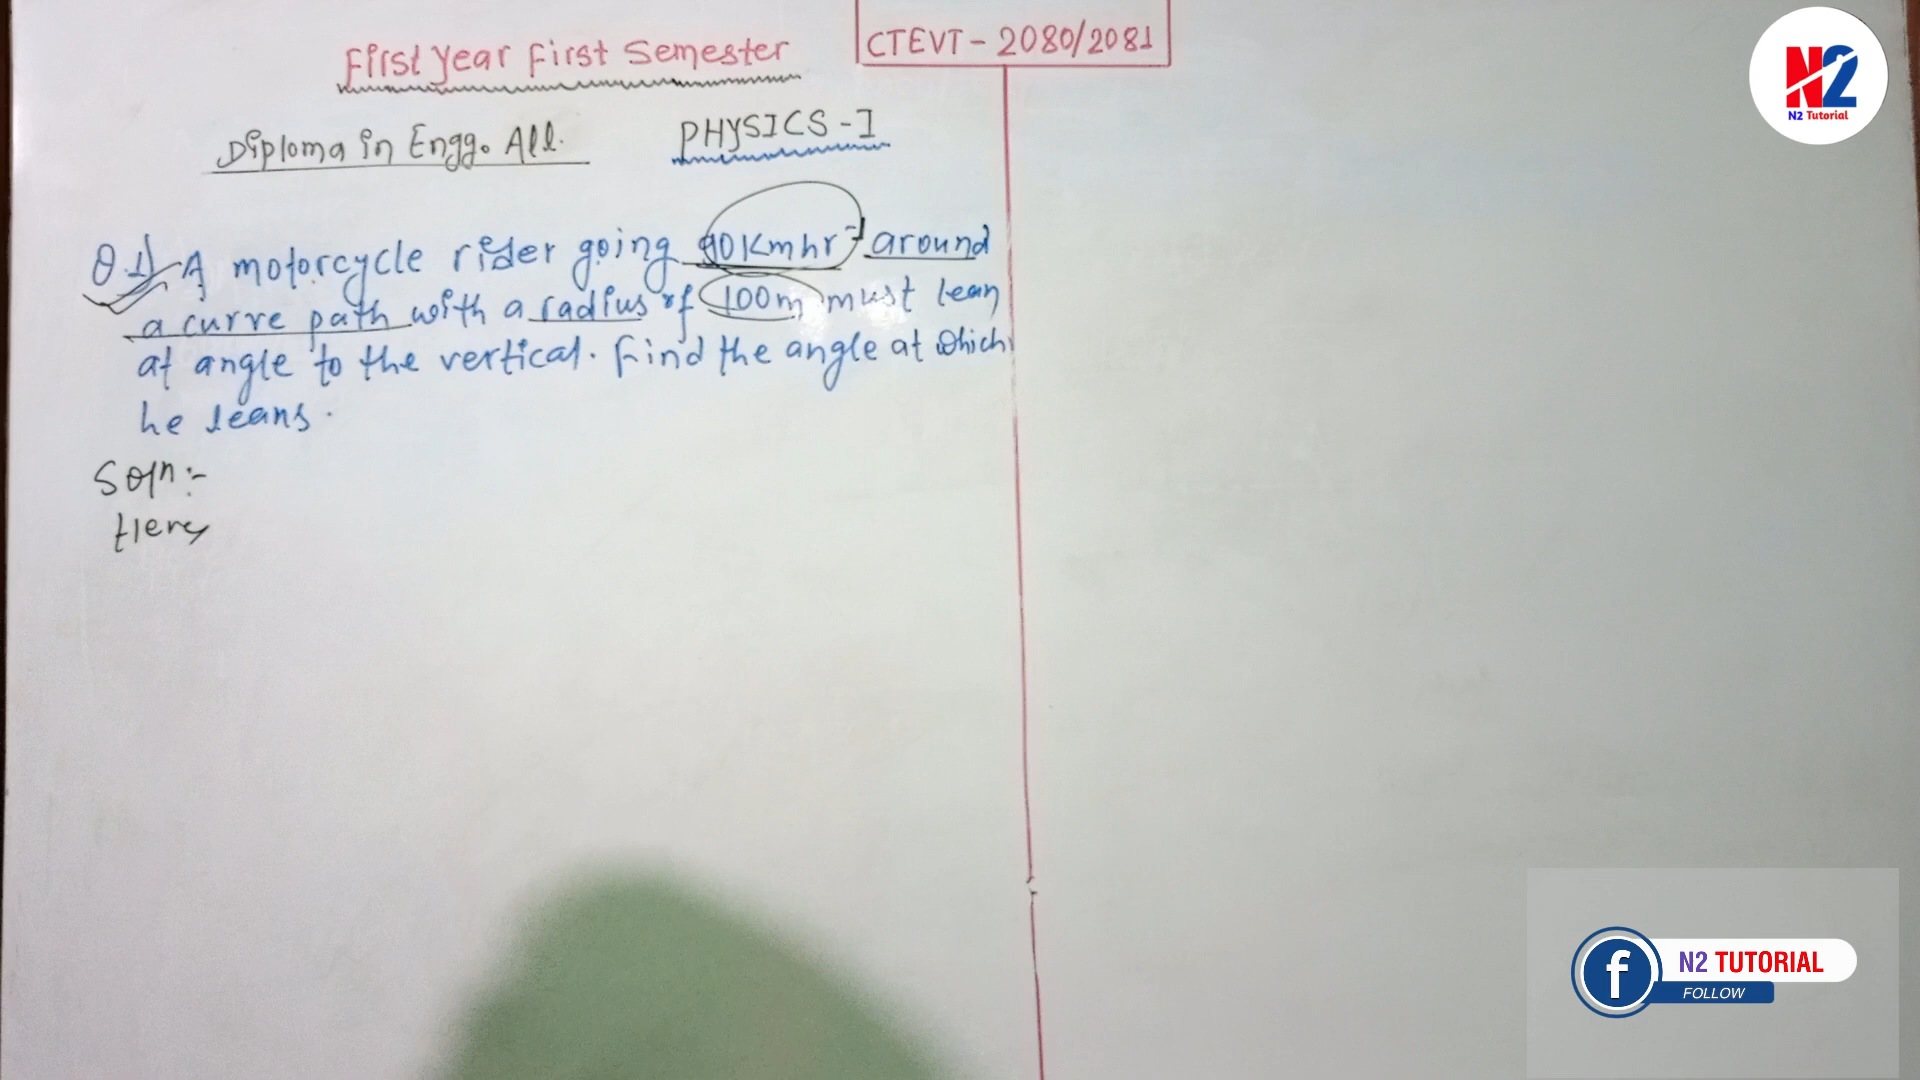 First Year First Semester
CTEVT - 2080/2081
N2
N2 Tutorial
Diploma in Engg. All.
PHYSICS - I
Q.1) A motorcycle rider going 90 Kmhr⁻¹ around
a curve path with a radius of 100m must lean
at angle to the vertical. Find the angle at which
he leans.
Soln:-
Here,
f
N2 TUTORIAL
FOLLOW